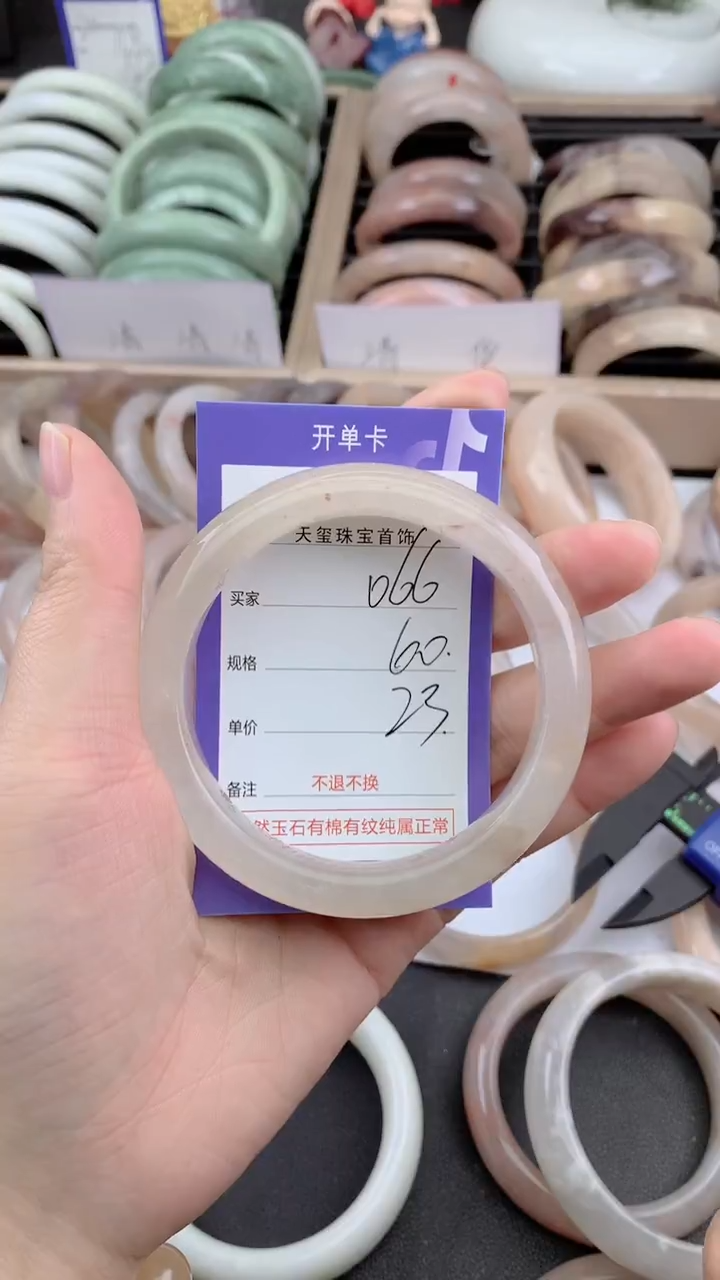 开单卡
天玺珠宝首饰
买家 066
规格 60.
单价 23.
备注 不退不换
然玉石有棉有纹纯属正常